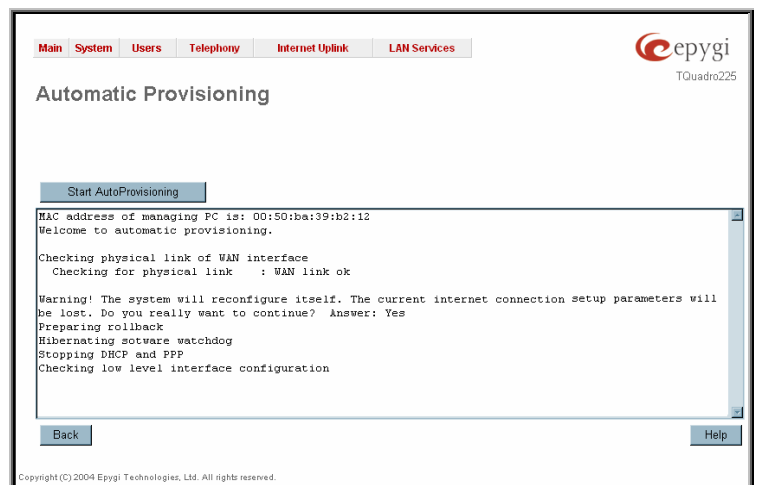 Main System Users Telephony Internet Uplink LAN Services
epygi
TQuadro225
Automatic Provisioning
Start AutoProvisioning
MAC address of managing PC is: 00:50:ba:39:b2:12
Welcome to automatic provisioning.
Checking physical link of WAN interface
Checking for physical link : WAN link ok
Warning! The system will reconfigure itself. The current internet connection setup parameters will
be lost. Do you really want to continue? Answer: Yes
Preparing rollback
Hibernating sotware watchdog
Stopping DHCP and PPP
Checking low level interface configuration
Back Help
Copyright (C) 2004 Epygi Technologies, Ltd. All rights reserved.